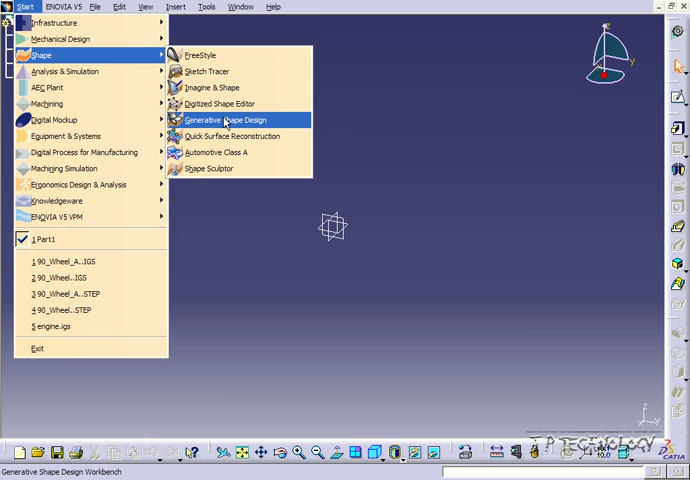 Start ENOVIA V5 File Edit View Insert Tools Window Help
Infrastructure
Mechanical Design
Shape
Analysis & Simulation
AEC Plant
Machining
Digital Mockup
Equipment & Systems
Digital Process for Manufacturing
Machining Simulation
Ergonomics Design & Analysis
Knowledgeware
ENOVIA V5 VPM
1 Part1
1 90_Wheel_A..IGS
2 90_Wheel..IGS
3 90_Wheel_A..STEP
4 90_Wheel..STEP
5 engine.igs
Exit
FreeStyle
Sketch Tracer
Imagine & Shape
Digitized Shape Editor
Generative Shape Design
Quick Surface Reconstruction
Automotive Class A
Shape Sculptor
z
y
z
T.P TECHNOLOGY
10.0
CATIA
Generative Shape Design Workbench